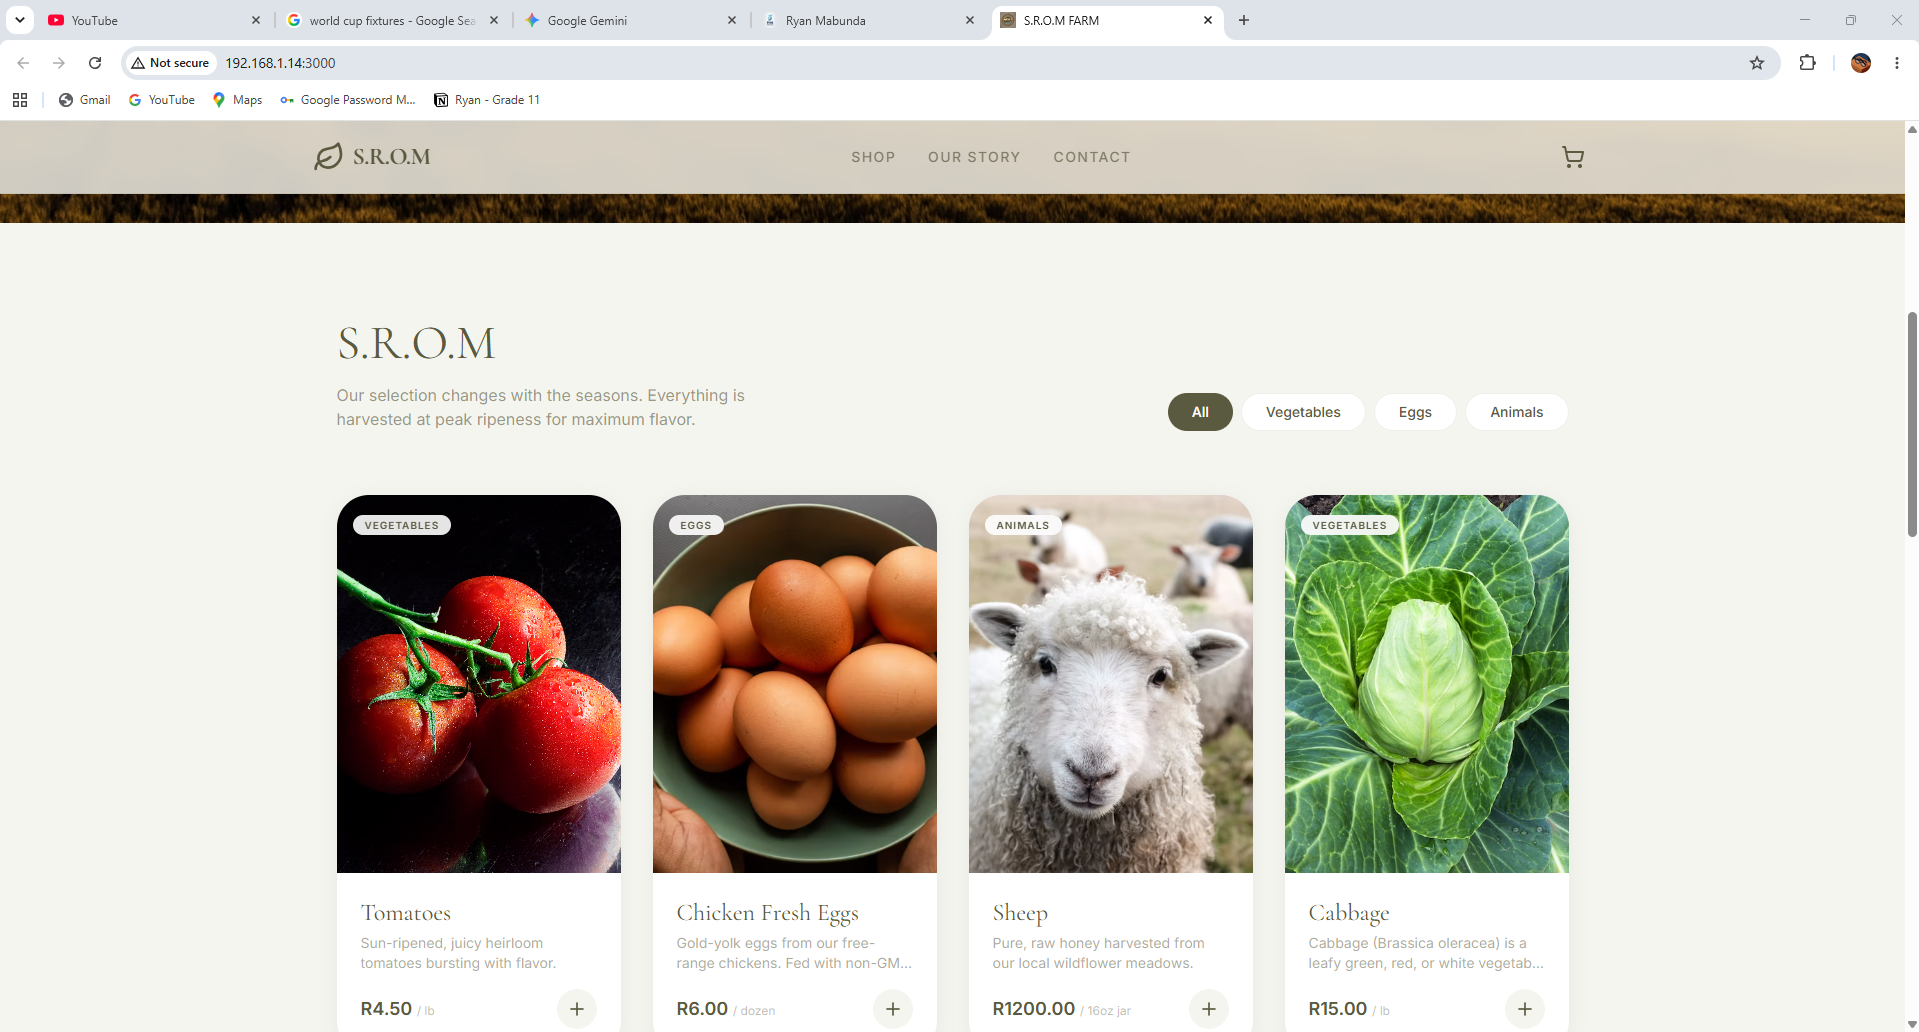 YouTube
world cup fixtures - Google Sea
Google Gemini
Ryan Mabunda
S.R.O.M FARM
Not secure
192.168.1.14:3000
Gmail
YouTube
Maps
Google Password M...
Ryan - Grade 11
S.R.O.M
SHOP
OUR STORY
CONTACT
S.R.O.M
Our selection changes with the seasons. Everything is
harvested at peak ripeness for maximum flavor.
All
Vegetables
Eggs
Animals
VEGETABLES
EGGS
ANIMALS
VEGETABLES
Tomatoes
Sun-ripened, juicy heirloom
tomatoes bursting with flavor.
R4.50 / lb
Chicken Fresh Eggs
Gold-yolk eggs from our free-
range chickens. Fed with non-GM...
R6.00 / dozen
Sheep
Pure, raw honey harvested from
our local wildflower meadows.
R1200.00 / 16oz jar
Cabbage
Cabbage (Brassica oleracea) is a
leafy green, red, or white vegetab...
R15.00 / lb